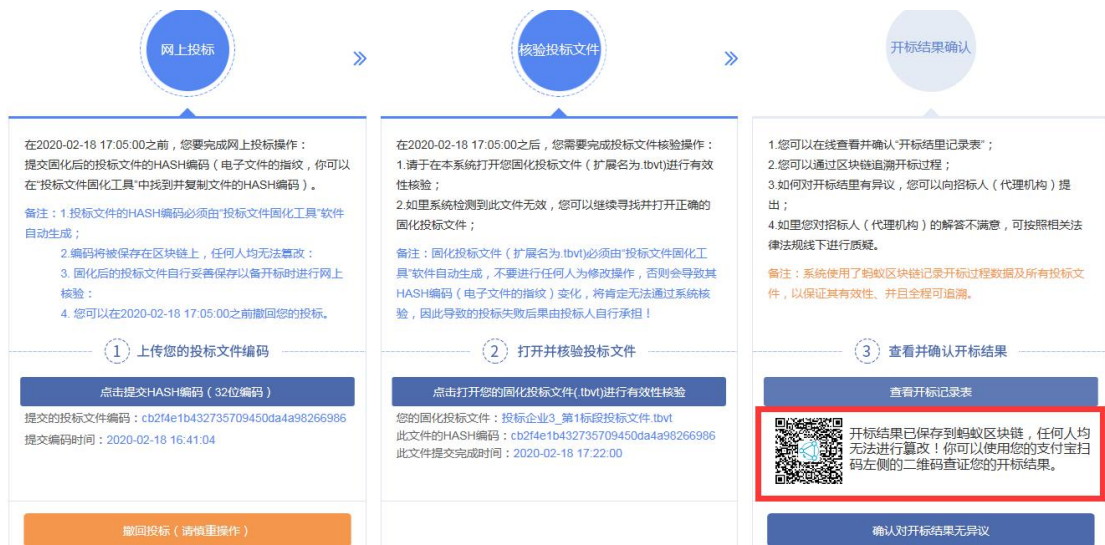 网上投标
核验投标文件
开标结果确认
在2020-02-18 17:05:00之前，您要完成网上投标操作：
提交固化后的投标文件的HASH编码（电子文件的指纹，你可以
在“投标文件固化工具”中找到并复制文件的HASH编码）。
备注：1.投标文件的HASH编码必须由“投标文件固化工具”软件
自动生成；
2.编码将被保存在区块链上，任何人均无法篡改：
3. 固化后的投标文件自行妥善保存以备开标时进行网上
核验：
4. 您可以在2020-02-18 17:05:00之前撤回您的投标。
1 上传您的投标文件编码
点击提交HASH编码（32位编码）
提交的投标文件编码：cb2f4e1b432735709450da4a98266986
提交编码时间：2020-02-18 16:41:04
撤回投标（请慎重操作）
在2020-02-18 17:05:00之后，您需要完成投标文件核验操作：
1.请于在本系统打开您固化投标文件（扩展名为.tbvt)进行有效
性核验；
2.如里系统检测到此文件无效，您可以继续寻找并打开正确的
固化投标文件；
备注：固化投标文件（扩展名为.tbvt)必须由“投标文件固化工
具”软件自动生成，不要进行任何人为修改操作，否则会导致其
HASH编码（电子文件的指纹）变化，将肯定无法通过系统核
验，因此导致的投标失败后果由投标人自行承担！
2 打开并核验投标文件
点击打开您的固化投标文件(.tbvt)进行有效性核验
您的固化投标文件：投标企业3_第1标段投标文件.tbvt
此文件的HASH编码：cb2f4e1b432735709450da4a98266986
此文件提交完成时间：2020-02-18 17:22:00
1.您可以在线查看并确认“开标结里记录表”；
2.您可以通过区块链追溯开标过程；
3.如何对开标结里有异议，您可以向招标人（代理机构）提
出；
4.如里您对招标人（代理机构）的解答不满意，可按照相关法
律法规线下进行质疑。
备注：系统使用了蚂蚁区块链记录开标过程数据及所有投标文
件，以保证其有效性、并且全程可追溯。
3 查看并确认开标结果
查看开标记录表
开标结果已保存到蚂蚁区块链，任何人均
无法进行篡改！你可以使用您的支付宝扫
码左侧的二维码查证您的开标结果。
确认对开标结果无异议